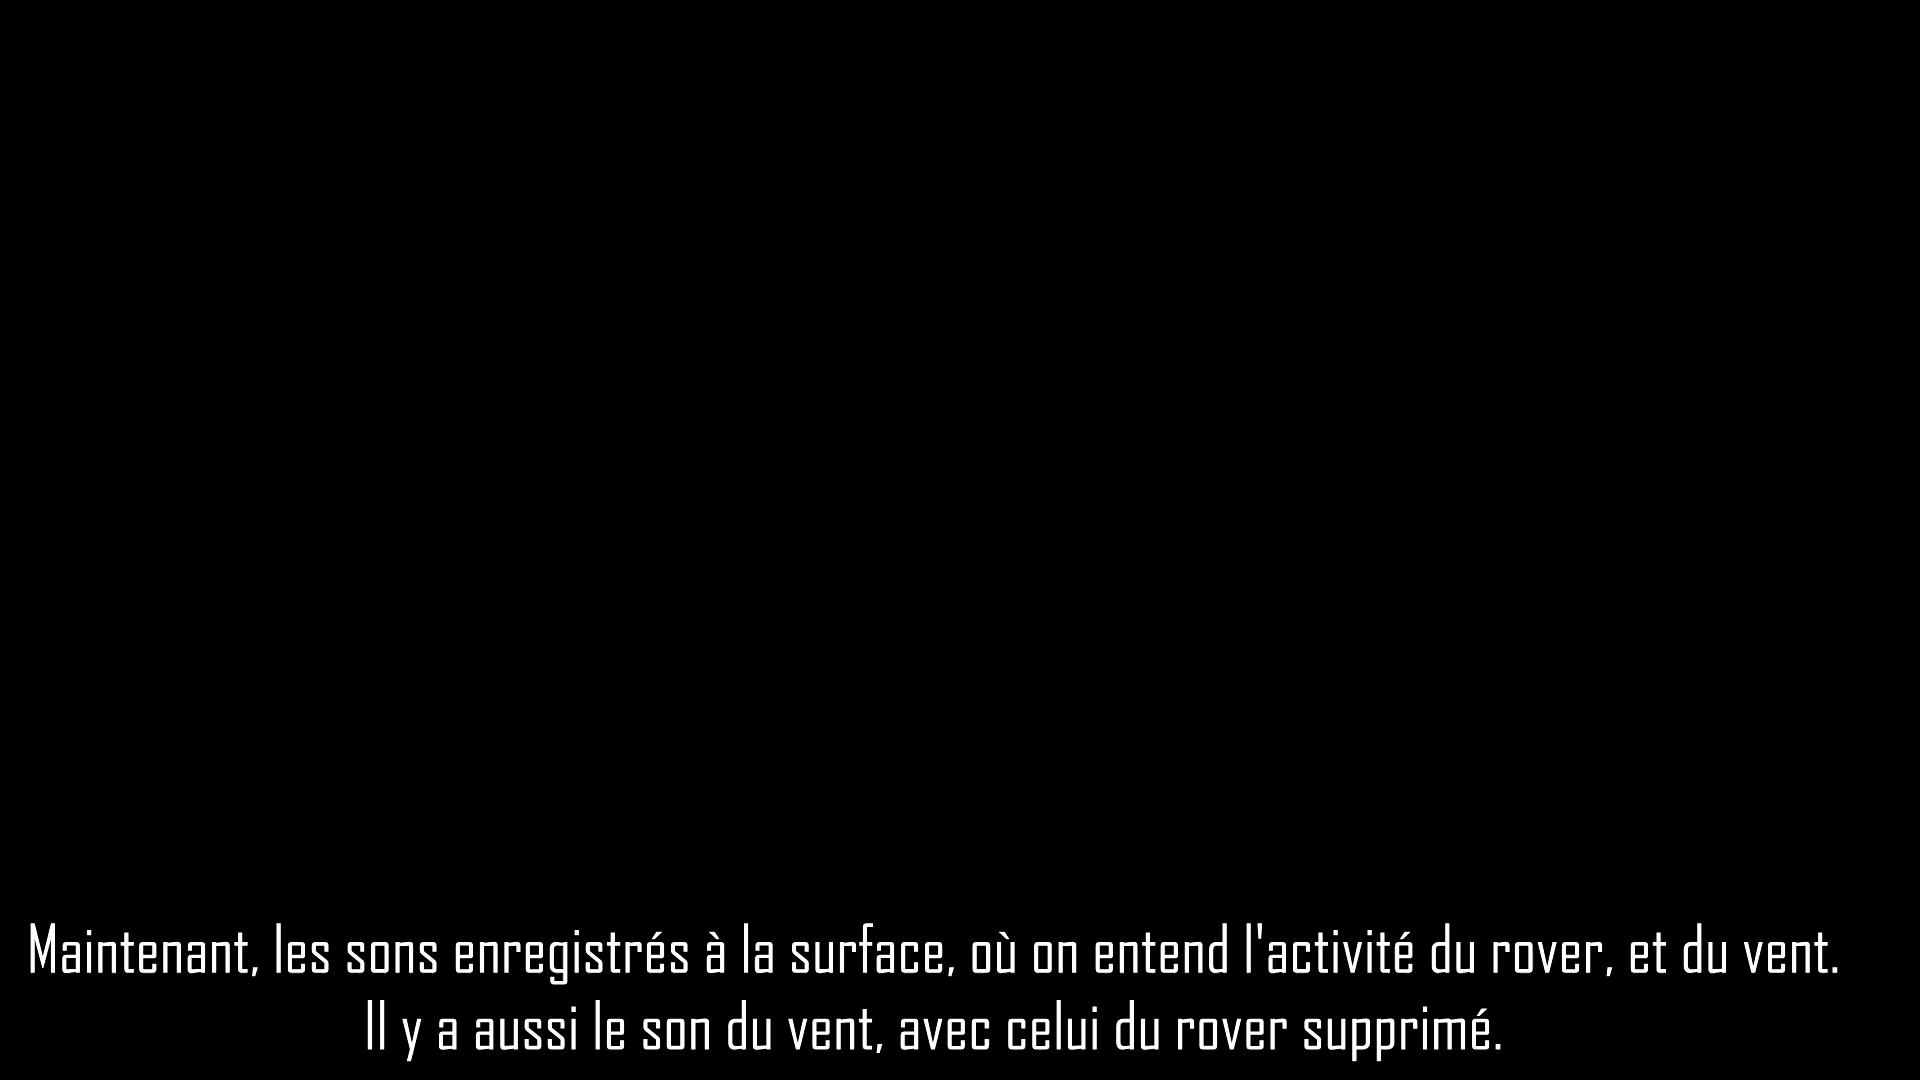 Maintenant, les sons enregistrés à la surface, où on entend l'activité du rover, et du vent.
Il y a aussi le son du vent, avec celui du rover supprimé.